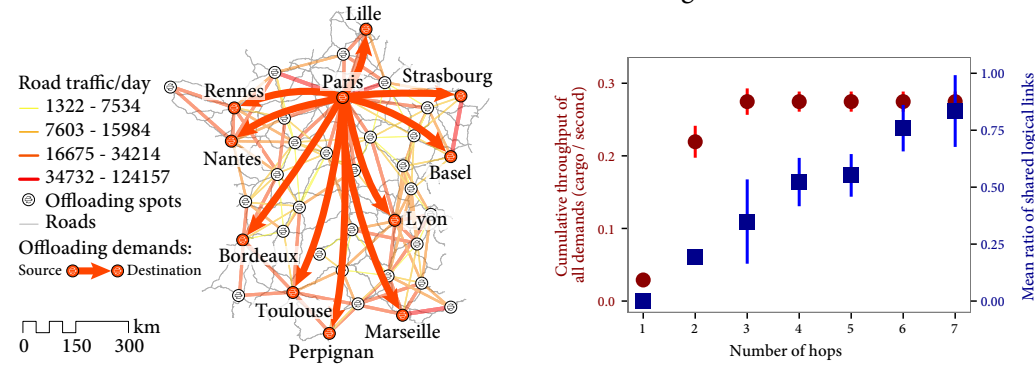 Lille
Road traffic/day
1322 - 7534
7603 - 15984
16675 - 34214
34732 - 124157
Offloading spots
Roads
Offloading demands:
Source Destination
0 150 300
km
Paris
Strasbourg
Rennes
Nantes
Basel
Lyon
Bordeaux
Toulouse
Marseille
Perpignan
Cumulative throughput of
all demands (cargo / second)
0.3
0.2
0.1
0.0
1 2 3 4 5 6 7
Number of hops
1.00
0.75
0.50
0.25
0.00
Mean ratio of shared logical links